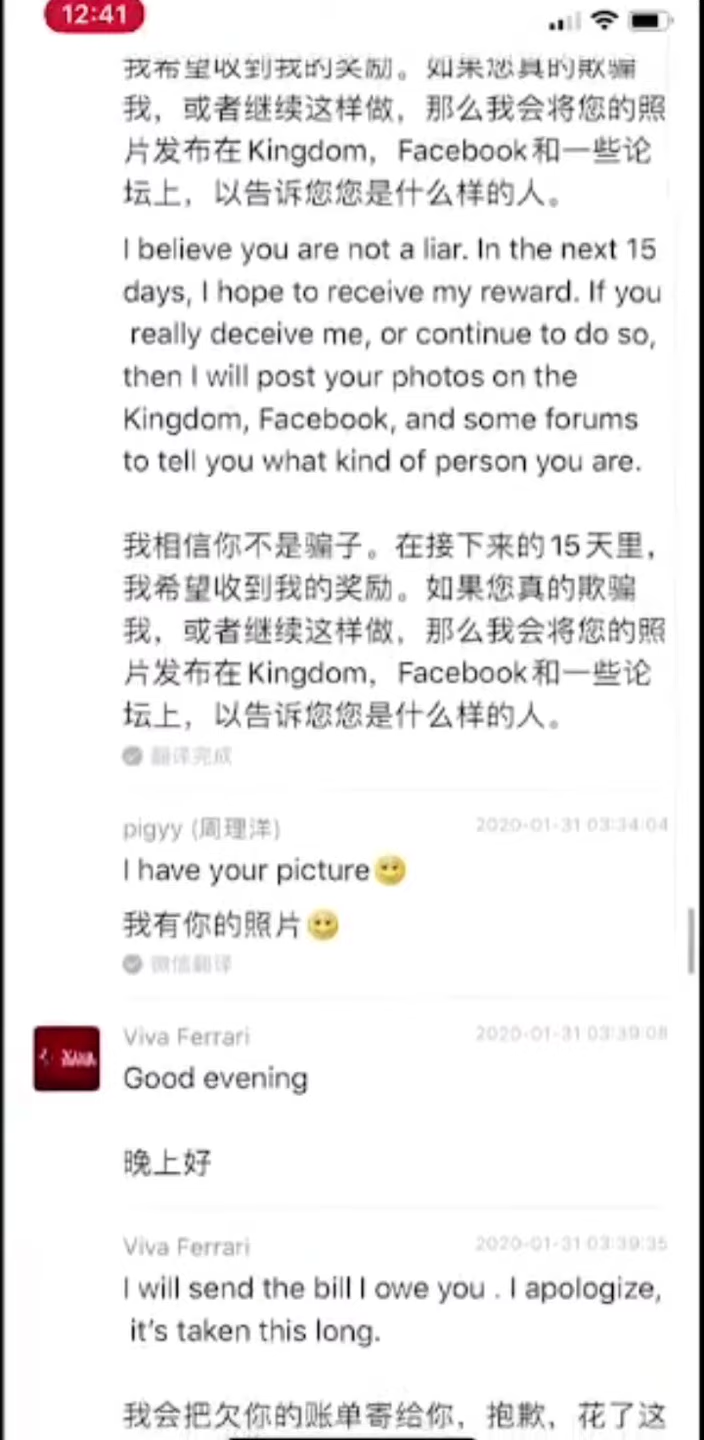 12:41
我希望收到我的奖励。如果您真的欺骗
我，或者继续这样做，那么我会将您的照
片发布在Kingdom，Facebook和一些论
坛上，以告诉您您是什么样的人。
I believe you are not a liar. In the next 15
days, I hope to receive my reward. If you
really deceive me, or continue to do so,
then I will post your photos on the
Kingdom, Facebook, and some forums
to tell you what kind of person you are.
我相信你不是骗子。在接下来的15天里，
我希望收到我的奖励。如果您真的欺骗
我，或者继续这样做，那么我会将您的照
片发布在Kingdom，Facebook和一些论
坛上，以告诉您您是什么样的人。
翻译完成
pigyy (周理洋) 2020-01-31 03:34:04
I have your picture
我有你的照片
微信翻译
Viva Ferrari 2020-01-31 03:39:08
Good evening
晚上好
Viva Ferrari 2020-01-31 03:39:35
I will send the bill I owe you . I apologize,
it's taken this long.
我会把欠你的账单寄给你，抱歉，花了这